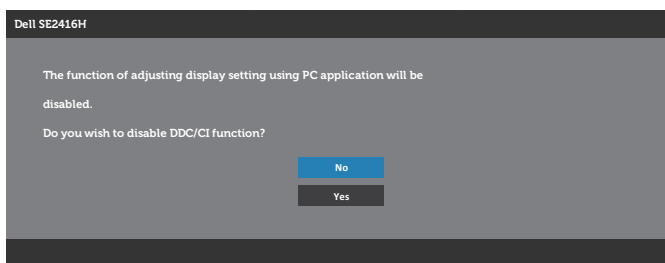 Dell SE2416H
The function of adjusting display setting using PC application will be
disabled.
Do you wish to disable DDC/CI function?
No
Yes